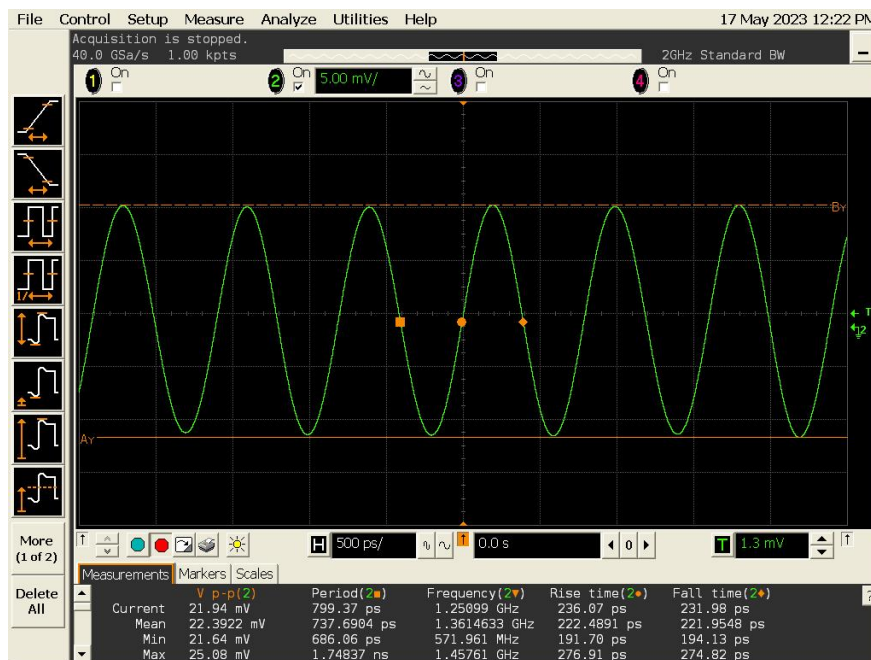 File Control Setup Measure Analyze Utilities Help 17 May 2023 12:22 PM
Acquisition is stopped.
40.0 GSa/s 1.00 kpts 2GHz Standard BW
1 On 2 On 5.00 mV/ 3 On 4 On
BY
T
2
AY
1/
More
(1 of 2)
Delete
All
H 500 ps/ 0.0 s 0 T 1.3 mV
Measurements Markers Scales
V p-p(2) Period(2■) Frequency(2▼) Rise time(2●) Fall time(2◆)
Current 21.94 mV 799.37 ps 1.25099 GHz 236.07 ps 231.98 ps
Mean 22.3922 mV 737.6904 ps 1.3614633 GHz 222.4891 ps 221.9548 ps
Min 21.64 mV 686.06 ps 571.961 MHz 191.70 ps 194.13 ps
Max 25.08 mV 1.74837 ns 1.45761 GHz 276.91 ps 274.82 ps
?